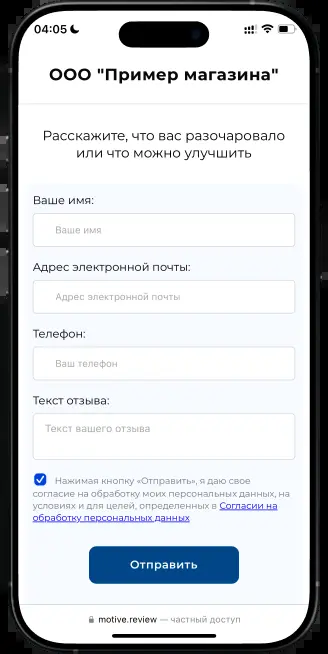 04:05
ООО "Пример магазина"
Расскажите, что вас разочаровало
или что можно улучшить
Ваше имя:
Ваше имя
Адрес электронной почты:
Адрес электронной почты
Телефон:
Ваш телефон
Текст отзыва:
Текст вашего отзыва
Нажимая кнопку «Отправить», я даю свое
согласие на обработку моих персональных данных, на
условиях и для целей, определенных в Согласии на
обработку персональных данных
Отправить
motive.review — частный доступ